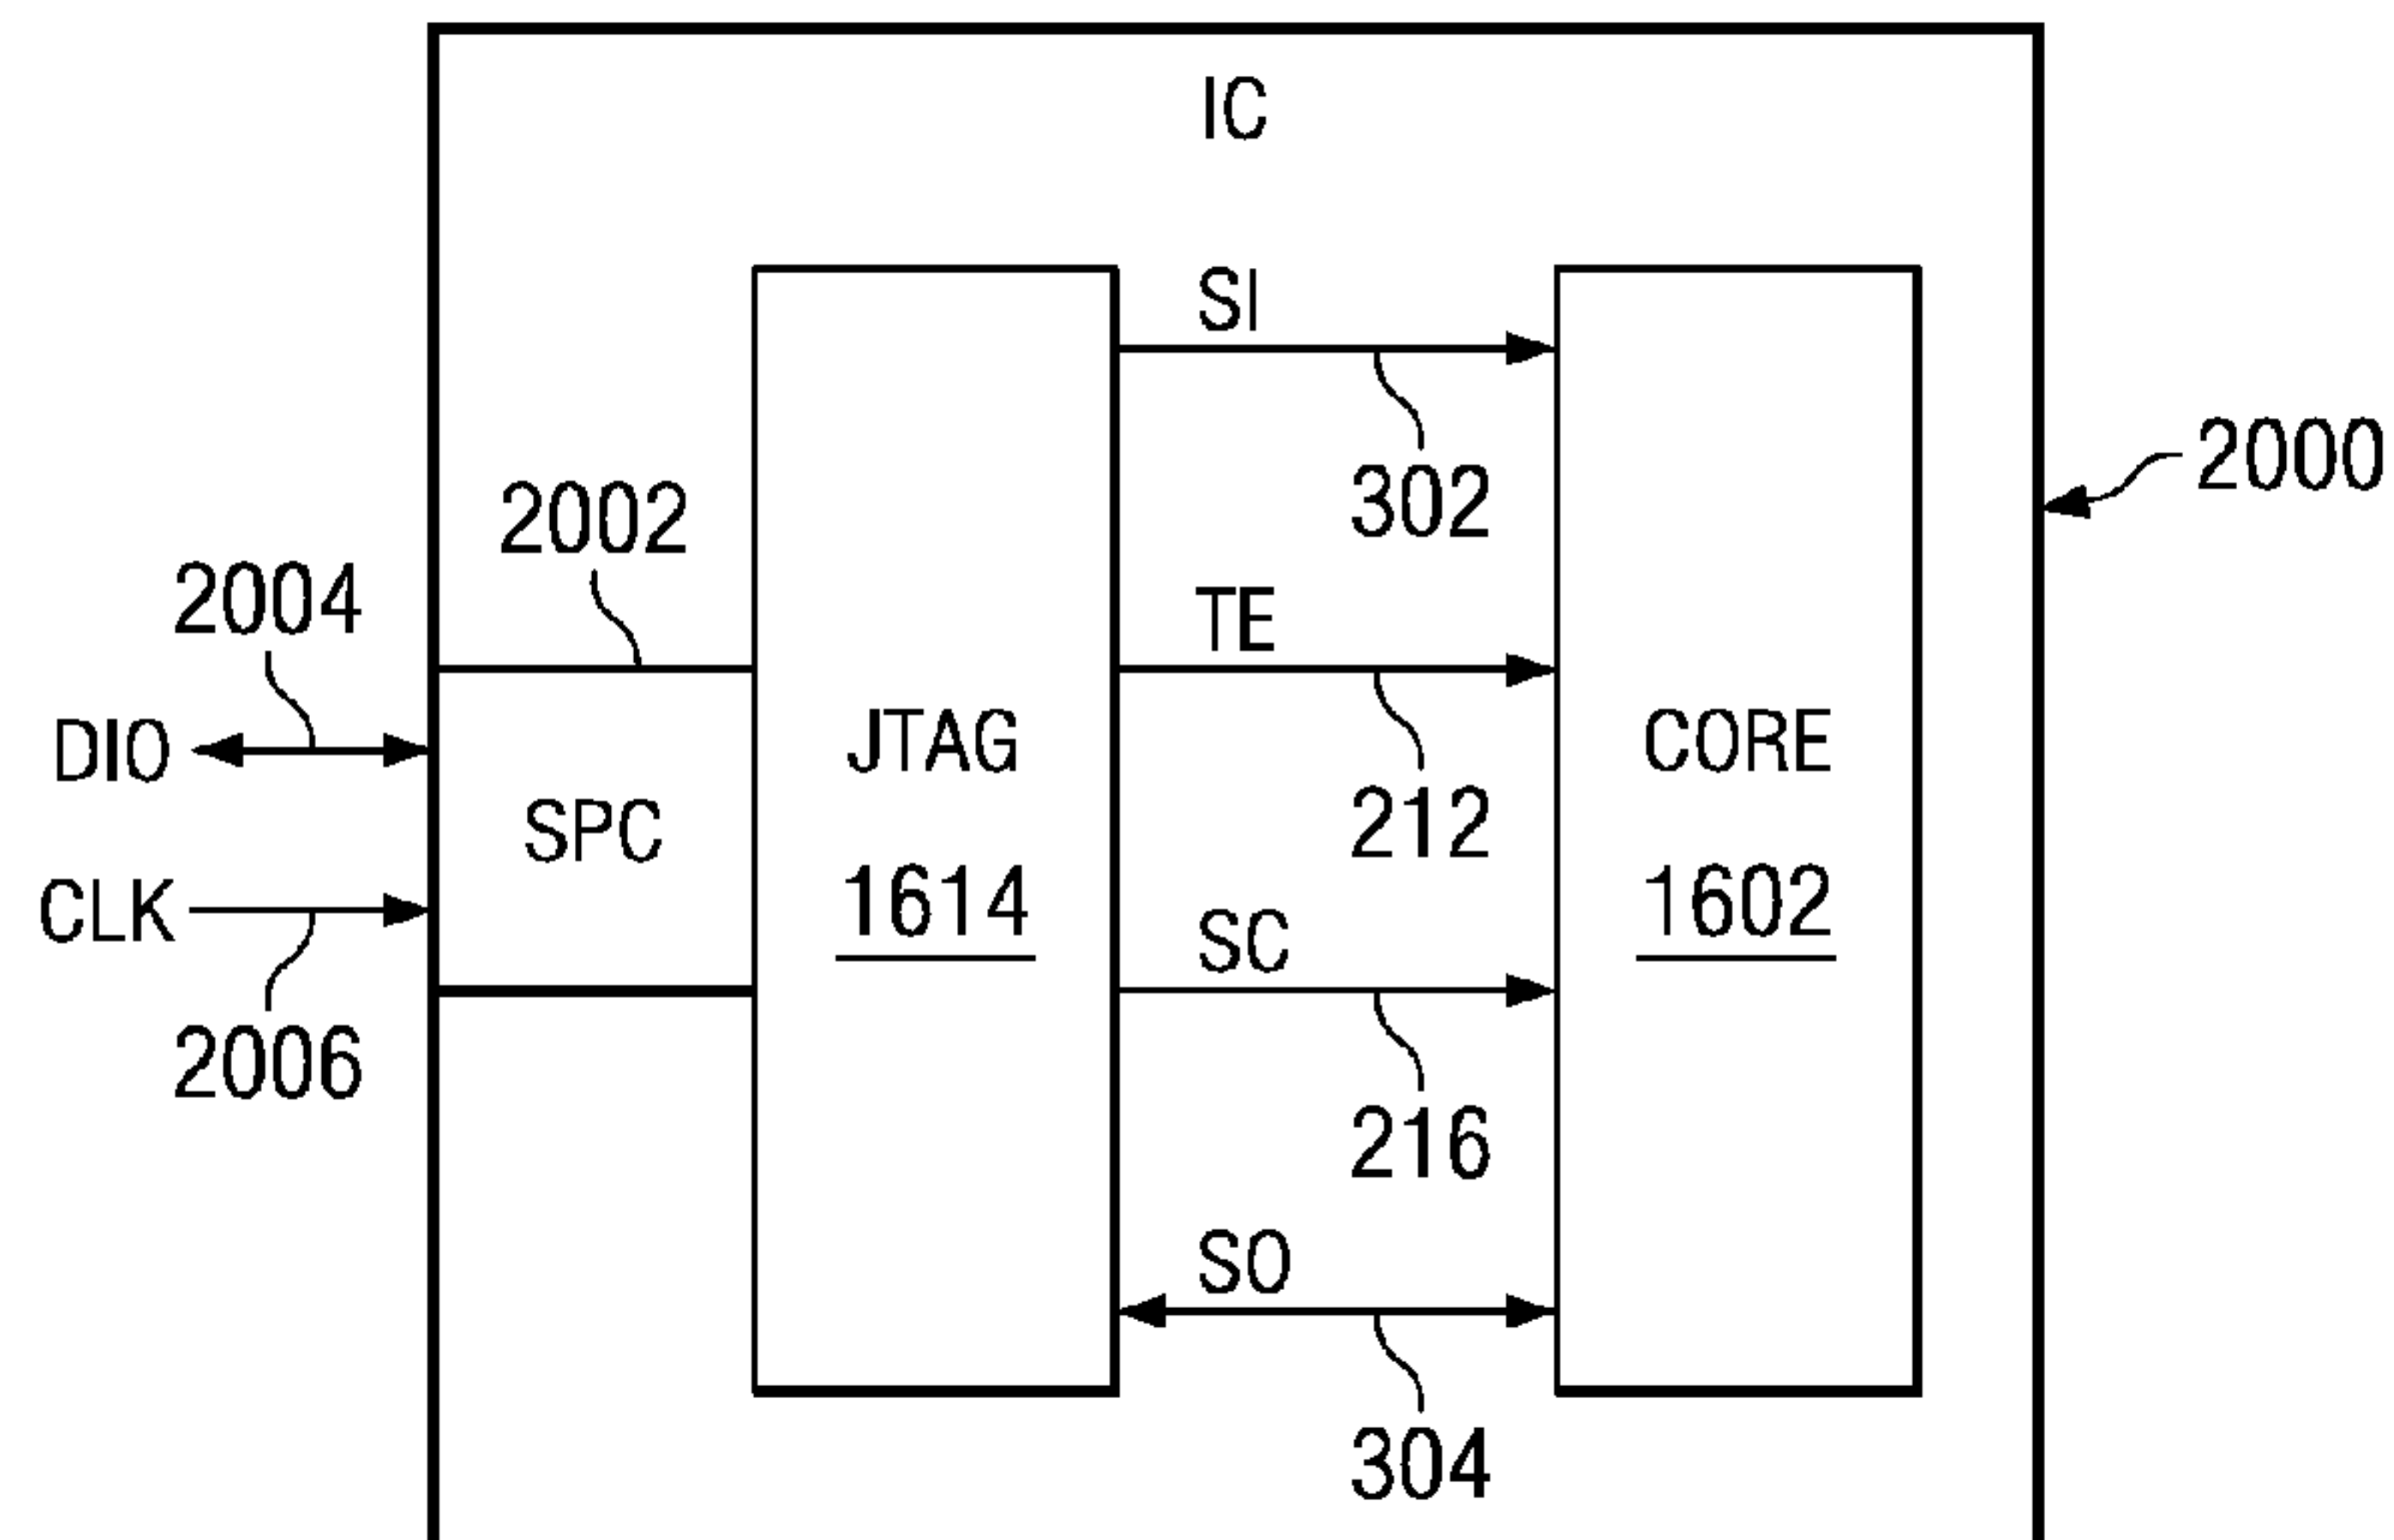 IC
SI
302
2000
2002
2004
TE
DIO
SPC
JTAG
1614
212
CORE
1602
CLK
2006
SC
216
SO
304